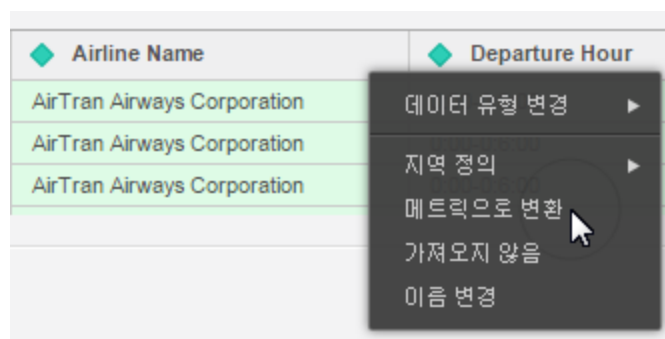 Airline Name
Departure Hour
AirTran Airways Corporation
AirTran Airways Corporation
AirTran Airways Corporation
데이터 유형 변경
지역 정의
메트릭으로 변환
가져오지 않음
이름 변경